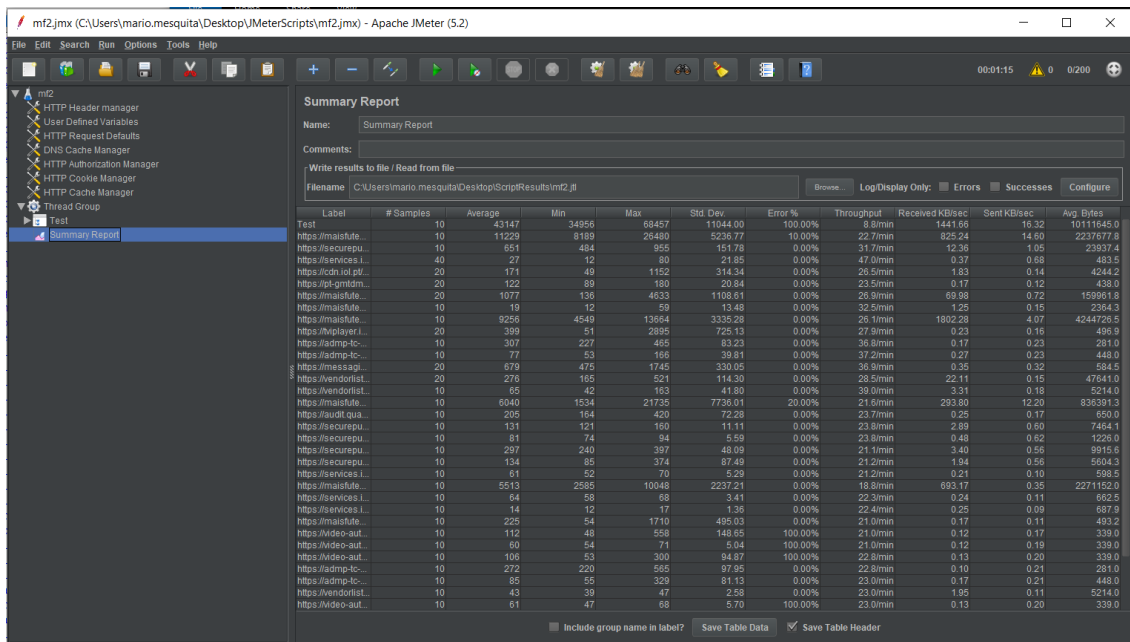 mf2.jmx (C:\Users\mario.mesquita\Desktop\JMeterScripts\mf2.jmx) - Apache JMeter (5.2)
File Edit Search Run Options Tools Help
00:01:15 0 0/200
mf2
HTTP Header manager
User Defined Variables
HTTP Request Defaults
DNS Cache Manager
HTTP Authorization Manager
HTTP Cookie Manager
HTTP Cache Manager
Thread Group
Test
Summary Report
Summary Report
Name: Summary Report
Comments:
Write results to file / Read from file
Filename C:\Users\mario.mesquita\Desktop\ScriptResults\mf2.jtl Browse... Log/Display Only: Errors Successes Configure
Label # Samples Average Min Max Std. Dev. Error % Throughput Received KB/sec Sent KB/sec Avg. Bytes
Test 10 43147 34956 68457 11044.00 100.00% 8.8/min 1441.66 16.32 10111645.0
https://maisfute... 10 11229 8189 26480 5236.77 10.00% 22.7/min 825.24 14.60 2237677.8
https://securepu... 10 651 484 955 151.78 0.00% 31.7/min 12.36 1.05 23937.4
https://services.i... 40 27 12 80 21.85 0.00% 47.0/min 0.37 0.68 483.5
https://cdn.iol.pt/... 20 171 49 1152 314.34 0.00% 26.5/min 1.83 0.14 4244.2
https://pt-gmtdm... 20 122 89 180 20.84 0.00% 23.5/min 0.17 0.12 438.0
https://maisfute... 20 1077 136 4633 1108.61 0.00% 26.9/min 69.98 0.72 159961.8
https://maisfute... 10 19 12 59 13.48 0.00% 32.5/min 1.25 0.15 2364.3
https://maisfute... 10 9256 4549 13664 3335.28 0.00% 26.1/min 1802.28 4.07 4244726.5
https://tviplayer.i... 20 399 51 2895 725.13 0.00% 27.9/min 0.23 0.16 496.9
https://admp-tc-... 10 307 227 465 83.23 0.00% 36.8/min 0.17 0.23 281.0
https://admp-tc-... 10 77 53 166 39.81 0.00% 37.2/min 0.27 0.23 448.0
https://messagi... 20 679 475 1745 330.05 0.00% 36.9/min 0.35 0.32 584.5
https://vendorlist... 20 276 165 521 114.30 0.00% 28.5/min 22.11 0.15 47641.0
https://vendorlist... 10 65 42 163 41.80 0.00% 39.0/min 3.31 0.18 5214.0
https://maisfute... 10 6040 1534 21735 7736.01 20.00% 21.6/min 293.80 12.20 836391.3
https://audit.qua... 10 205 164 420 72.28 0.00% 23.7/min 0.25 0.17 650.0
https://securepu... 10 131 121 160 11.11 0.00% 23.8/min 2.89 0.60 7464.1
https://securepu... 10 81 74 94 5.59 0.00% 23.8/min 0.48 0.62 1226.0
https://securepu... 10 297 240 397 48.09 0.00% 21.1/min 3.40 0.56 9915.6
https://securepu... 10 134 85 374 87.49 0.00% 21.2/min 1.94 0.56 5604.3
https://services.i... 10 61 52 70 5.29 0.00% 21.2/min 0.21 0.10 598.5
https://maisfute... 10 5513 2585 10048 2237.21 0.00% 18.8/min 693.17 0.35 2271152.0
https://services.i... 10 64 58 68 3.41 0.00% 22.3/min 0.24 0.11 662.5
https://services.i... 10 14 12 17 1.36 0.00% 22.4/min 0.25 0.09 687.9
https://maisfute... 10 225 54 1710 495.03 0.00% 21.0/min 0.17 0.11 493.2
https://video-aut... 10 112 48 558 148.65 100.00% 21.0/min 0.12 0.17 339.0
https://video-aut... 10 60 54 71 5.04 100.00% 21.0/min 0.12 0.19 339.0
https://video-aut... 10 106 53 300 94.87 100.00% 22.8/min 0.13 0.20 339.0
https://admp-tc-... 10 272 220 565 97.95 0.00% 22.8/min 0.10 0.21 281.0
https://admp-tc-... 10 85 55 329 81.13 0.00% 23.0/min 0.17 0.21 448.0
https://vendorlist... 10 43 39 47 2.58 0.00% 23.0/min 1.95 0.11 5214.0
https://video-aut... 10 61 47 68 5.70 100.00% 23.0/min 0.13 0.20 339.0
Include group name in label? Save Table Data Save Table Header